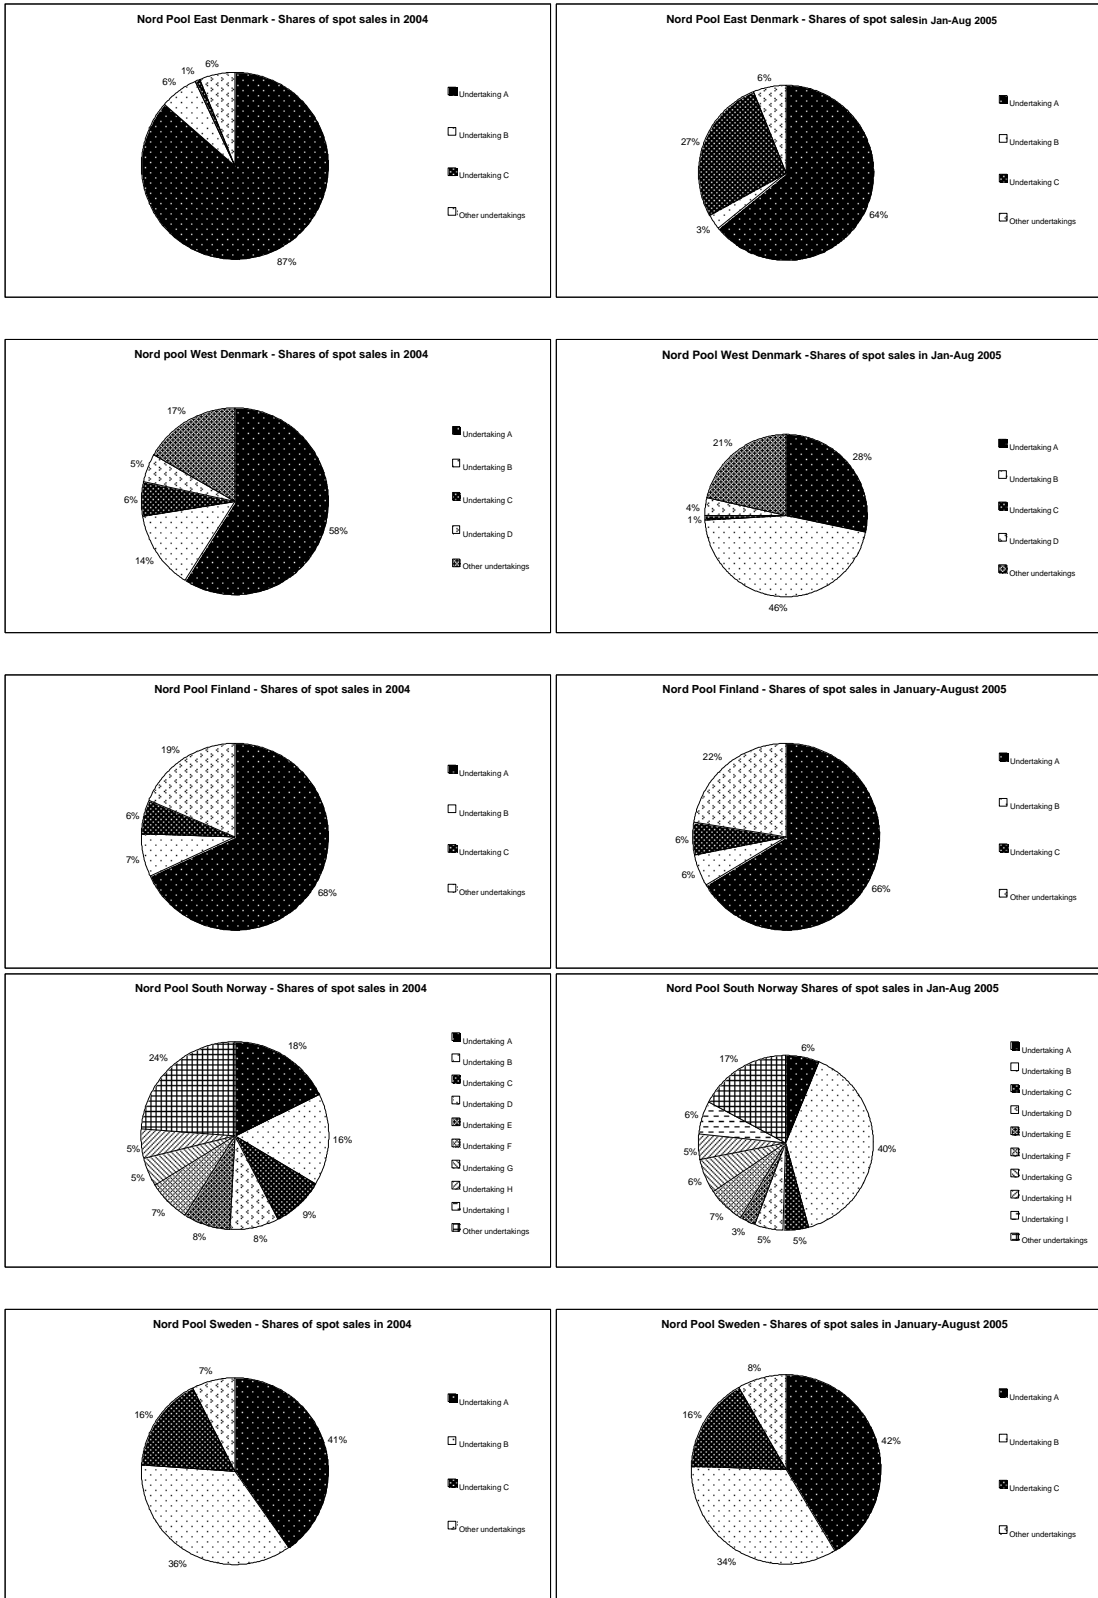 Nord Pool East Denmark - Shares of spot sales in 2004
6%
1%
6%
87%
Undertaking A
Undertaking B
Undertaking C
Other undertakings
Nord Pool East Denmark - Shares of spot sales in Jan-Aug 2005
6%
27%
3%
64%
Undertaking A
Undertaking B
Undertaking C
Other undertakings
Nord pool West Denmark - Shares of spot sales in 2004
17%
5%
6%
14%
58%
Undertaking A
Undertaking B
Undertaking C
Undertaking D
Other undertakings
Nord Pool West Denmark -Shares of spot sales in Jan-Aug 2005
21%
28%
4%
1%
46%
Undertaking A
Undertaking B
Undertaking C
Undertaking D
Other undertakings
Nord Pool Finland - Shares of spot sales in 2004
19%
6%
7%
68%
Undertaking A
Undertaking B
Undertaking C
Other undertakings
Nord Pool Finland - Shares of spot sales in January-August 2005
22%
6%
6%
66%
Undertaking A
Undertaking B
Undertaking C
Other undertakings
Nord Pool South Norway - Shares of spot sales in 2004
24%
18%
16%
5%
5%
7%
8%
8%
9%
Undertaking A
Undertaking B
Undertaking C
Undertaking D
Undertaking E
Undertaking F
Undertaking G
Undertaking H
Undertaking I
Other undertakings
Nord Pool South Norway Shares of spot sales in Jan-Aug 2005
17%
6%
6%
5%
40%
6%
7%
3%
5%
5%
Undertaking A
Undertaking B
Undertaking C
Undertaking D
Undertaking E
Undertaking F
Undertaking G
Undertaking H
Undertaking I
Other undertakings
Nord Pool Sweden - Shares of spot sales in 2004
7%
16%
41%
36%
Undertaking A
Undertaking B
Undertaking C
Other undertakings
Nord Pool Sweden - Shares of spot sales in January-August 2005
8%
16%
42%
34%
Undertaking A
Undertaking B
Undertaking C
Other undertakings